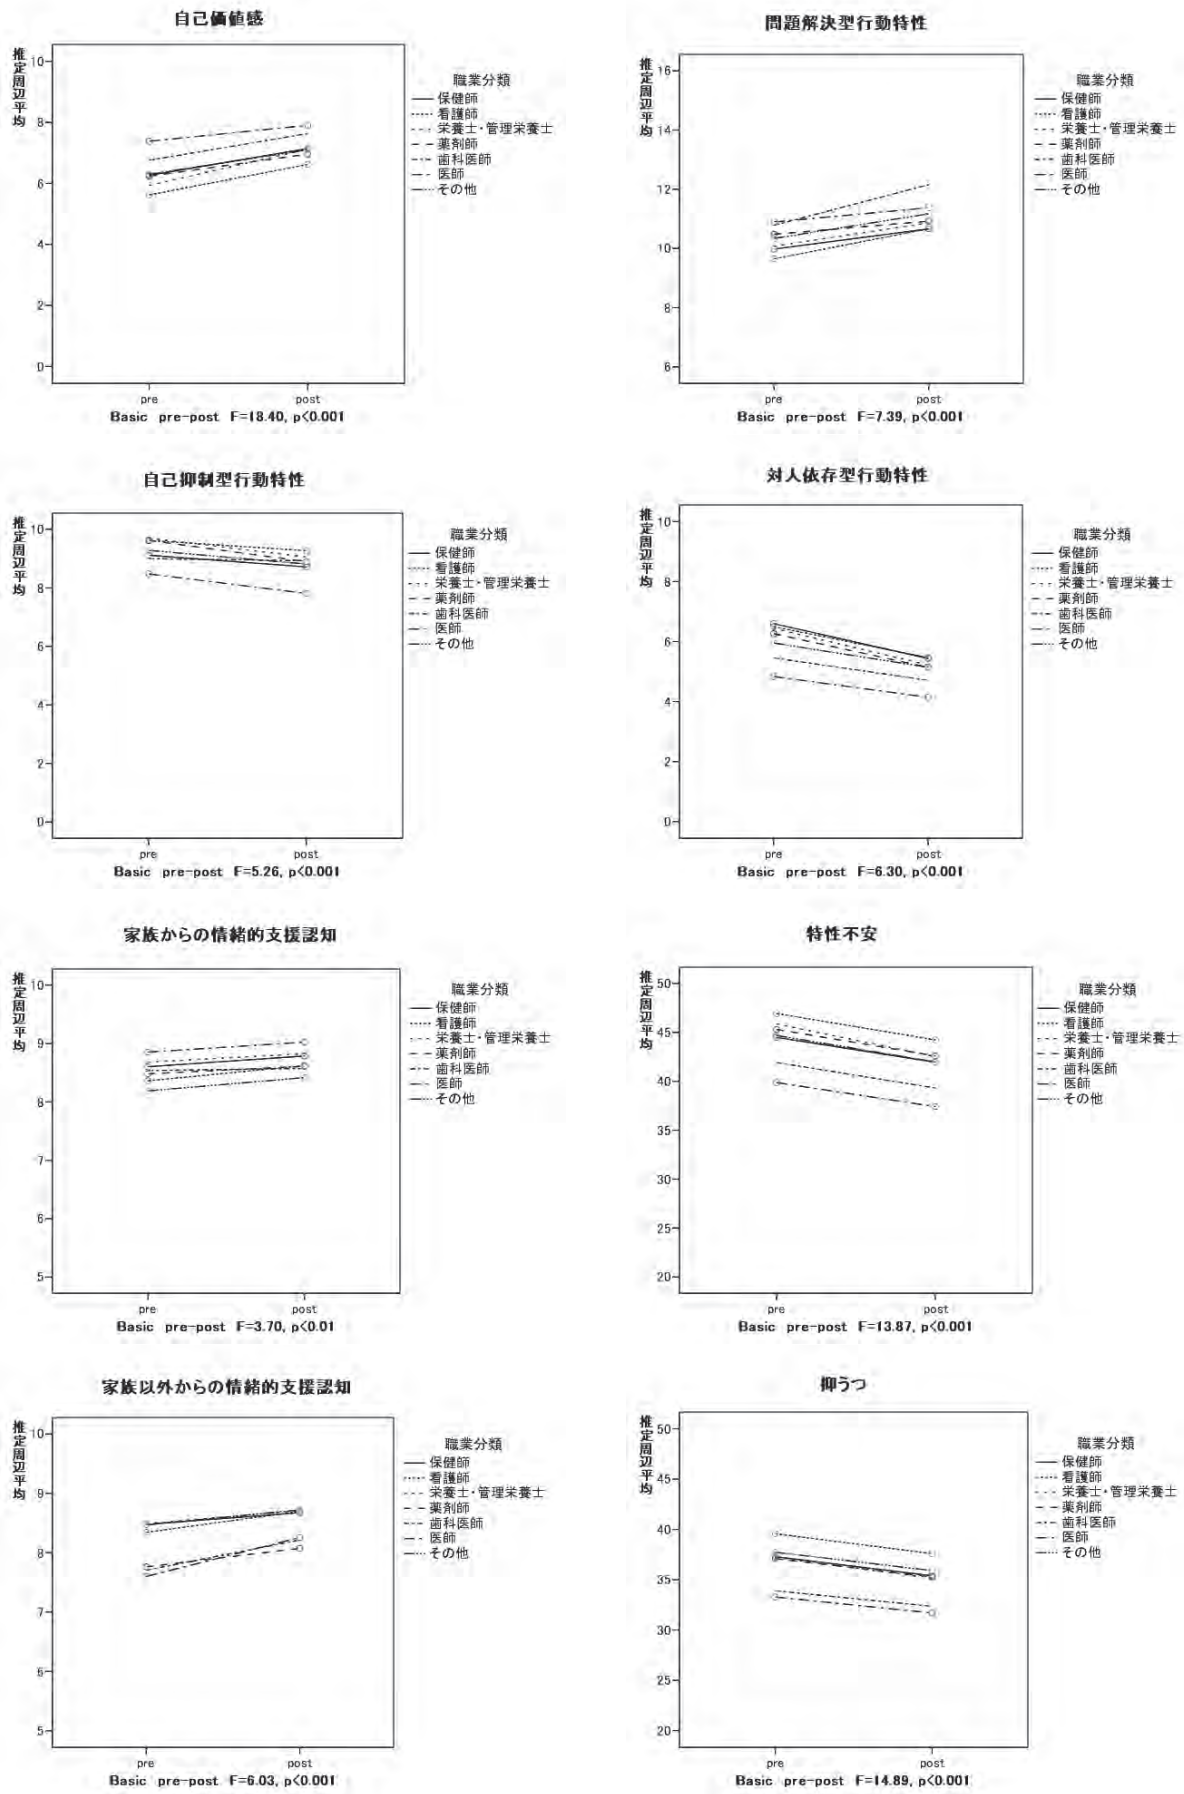 自己価値感
推定周辺平均
10
8
6
4
2
0
pre
post
職業分類
保健師
看護師
栄養士・管理栄養士
薬剤師
歯科医師
医師
その他
Basic pre-post F=18.40, p<0.001
問題解決型行動特性
推定周辺平均
16
14
12
10
8
6
pre
post
職業分類
保健師
看護師
栄養士・管理栄養士
薬剤師
歯科医師
医師
その他
Basic pre-post F=7.39, p<0.001
自己抑制型行動特性
推定周辺平均
10
8
6
4
2
0
pre
post
職業分類
保健師
看護師
栄養士・管理栄養士
薬剤師
歯科医師
医師
その他
Basic pre-post F=5.26, p<0.001
対人依存型行動特性
推定周辺平均
10
8
6
4
2
0
pre
post
職業分類
保健師
看護師
栄養士・管理栄養士
薬剤師
歯科医師
医師
その他
Basic pre-post F=6.30, p<0.001
家族からの情緒的支援認知
推定周辺平均
10
9
8
7
6
5
pre
post
職業分類
保健師
看護師
栄養士・管理栄養士
薬剤師
歯科医師
医師
その他
Basic pre-post F=3.70, p<0.01
特性不安
推定周辺平均
50
45
40
35
30
25
20
pre
post
職業分類
保健師
看護師
栄養士・管理栄養士
薬剤師
歯科医師
医師
その他
Basic pre-post F=13.87, p<0.001
家族以外からの情緒的支援認知
推定周辺平均
10
9
8
7
6
5
pre
post
職業分類
保健師
看護師
栄養士・管理栄養士
薬剤師
歯科医師
医師
その他
Basic pre-post F=6.03, p<0.001
抑うつ
推定周辺平均
50
45
40
35
30
25
20
pre
post
職業分類
保健師
看護師
栄養士・管理栄養士
薬剤師
歯科医師
医師
その他
Basic pre-post F=14.89, p<0.001